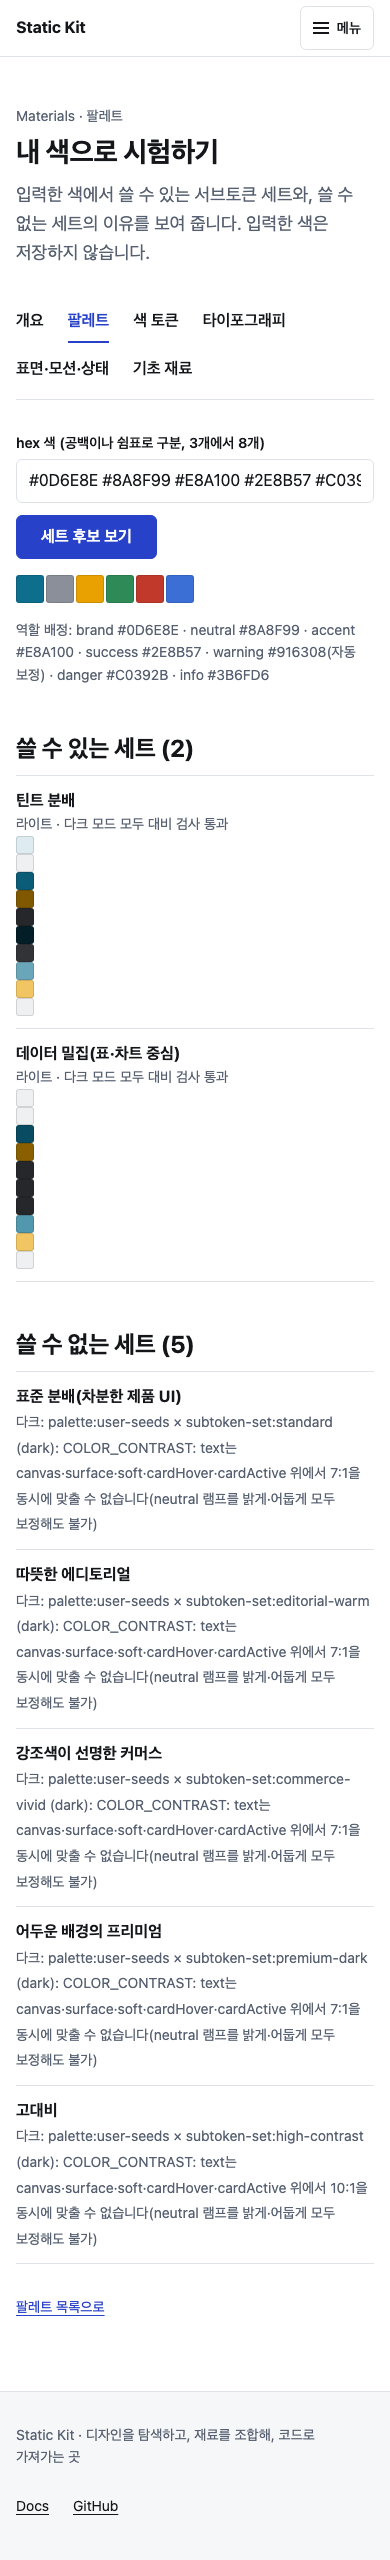 Static Kit
메뉴
Materials · 팔레트
내 색으로 시험하기
입력한 색에서 쓸 수 있는 서브토큰 세트와, 쓸 수
없는 세트의 이유를 보여 줍니다. 입력한 색은
저장하지 않습니다.
개요 팔레트 색 토큰 타이포그래피
표면·모션·상태 기초 재료
hex 색 (공백이나 쉼표로 구분, 3개에서 8개)
#0D6E8E #8A8F99 #E8A100 #2E8B57 #C039
세트 후보 보기
역할 배정: brand #0D6E8E · neutral #8A8F99 · accent
#E8A100 · success #2E8B57 · warning #916308(자동
보정) · danger #C0392B · info #3B6FD6
쓸 수 있는 세트 (2)
틴트 분배
라이트 · 다크 모드 모두 대비 검사 통과
데이터 밀집(표·차트 중심)
라이트 · 다크 모드 모두 대비 검사 통과
쓸 수 없는 세트 (5)
표준 분배(차분한 제품 UI)
다크: palette:user-seeds × subtoken-set:standard
(dark): COLOR_CONTRAST: text는
canvas·surface·soft·cardHover·cardActive 위에서 7:1을
동시에 맞출 수 없습니다(neutral 램프를 밝게·어둡게 모두
보정해도 불가)
따뜻한 에디토리얼
다크: palette:user-seeds × subtoken-set:editorial-warm
(dark): COLOR_CONTRAST: text는
canvas·surface·soft·cardHover·cardActive 위에서 7:1을
동시에 맞출 수 없습니다(neutral 램프를 밝게·어둡게 모두
보정해도 불가)
강조색이 선명한 커머스
다크: palette:user-seeds × subtoken-set:commerce-
vivid (dark): COLOR_CONTRAST: text는
canvas·surface·soft·cardHover·cardActive 위에서 7:1을
동시에 맞출 수 없습니다(neutral 램프를 밝게·어둡게 모두
보정해도 불가)
어두운 배경의 프리미엄
다크: palette:user-seeds × subtoken-set:premium-dark
(dark): COLOR_CONTRAST: text는
canvas·surface·soft·cardHover·cardActive 위에서 7:1을
동시에 맞출 수 없습니다(neutral 램프를 밝게·어둡게 모두
보정해도 불가)
고대비
다크: palette:user-seeds × subtoken-set:high-contrast
(dark): COLOR_CONTRAST: text는
canvas·surface·soft·cardHover·cardActive 위에서 10:1을
동시에 맞출 수 없습니다(neutral 램프를 밝게·어둡게 모두
보정해도 불가)
팔레트 목록으로
Static Kit · 디자인을 탐색하고, 재료를 조합해, 코드로
가져가는 곳
Docs GitHub